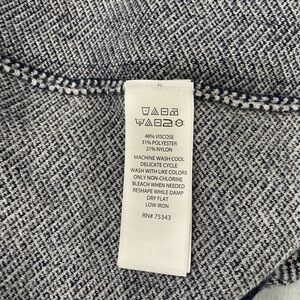 48% VISCOSE
31% POLYESTER
21% NYLON
MACHINE WASH COOL
DELICATE CYCLE
WASH WITH LIKE COLORS
ONLY NON-CHLORINE
BLEACH WHEN NEEDED
RESHAPE WHILE DAMP
DRY FLAT
LOW IRON
RN# 75343